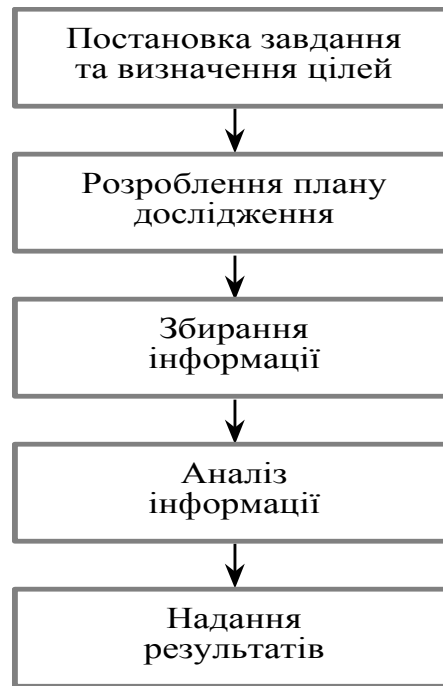 Постановка завдання
та визначення цілей
Розроблення плану
дослідження
Збирання
інформації
Аналіз
інформації
Надання
результатів